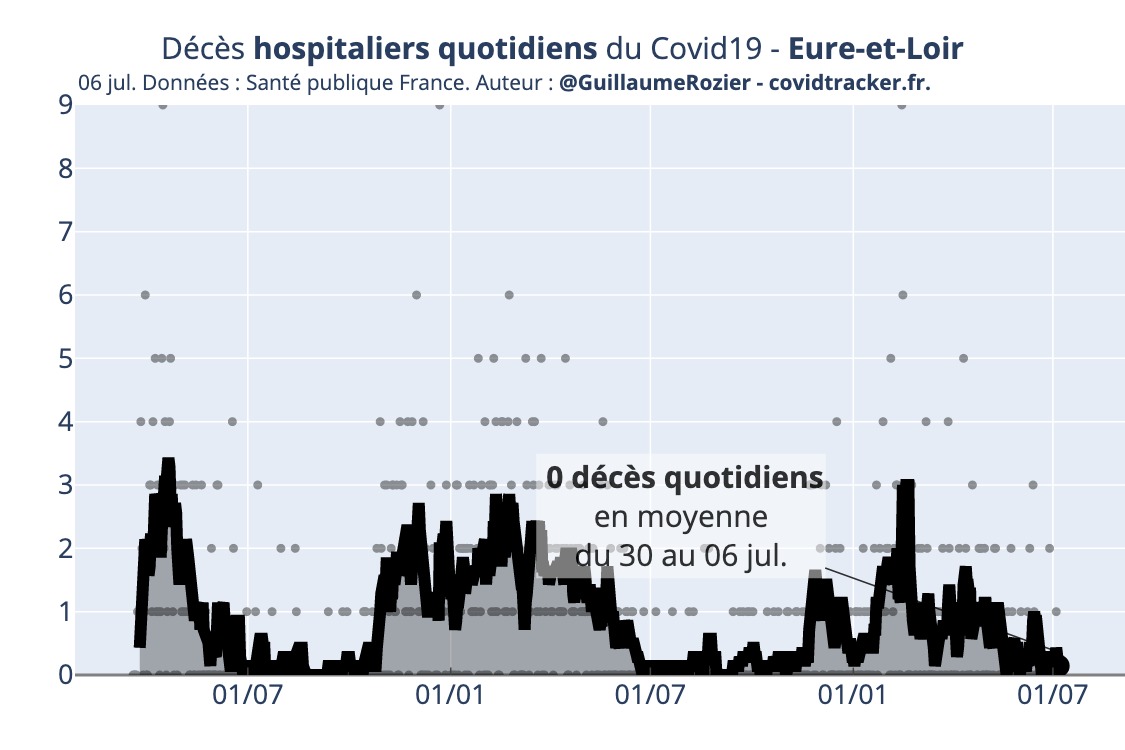 Décès hospitaliers quotidiens du Covid19 - Eure-et-Loir
06 jul. Données : Santé publique France. Auteur : @GuillaumeRozier - covidtracker.fr.
9
8
7
6
5
4
3
2
1
0
0 décès quotidiens
en moyenne
du 30 au 06 jul.
01/07 01/01 01/07 01/01 01/07